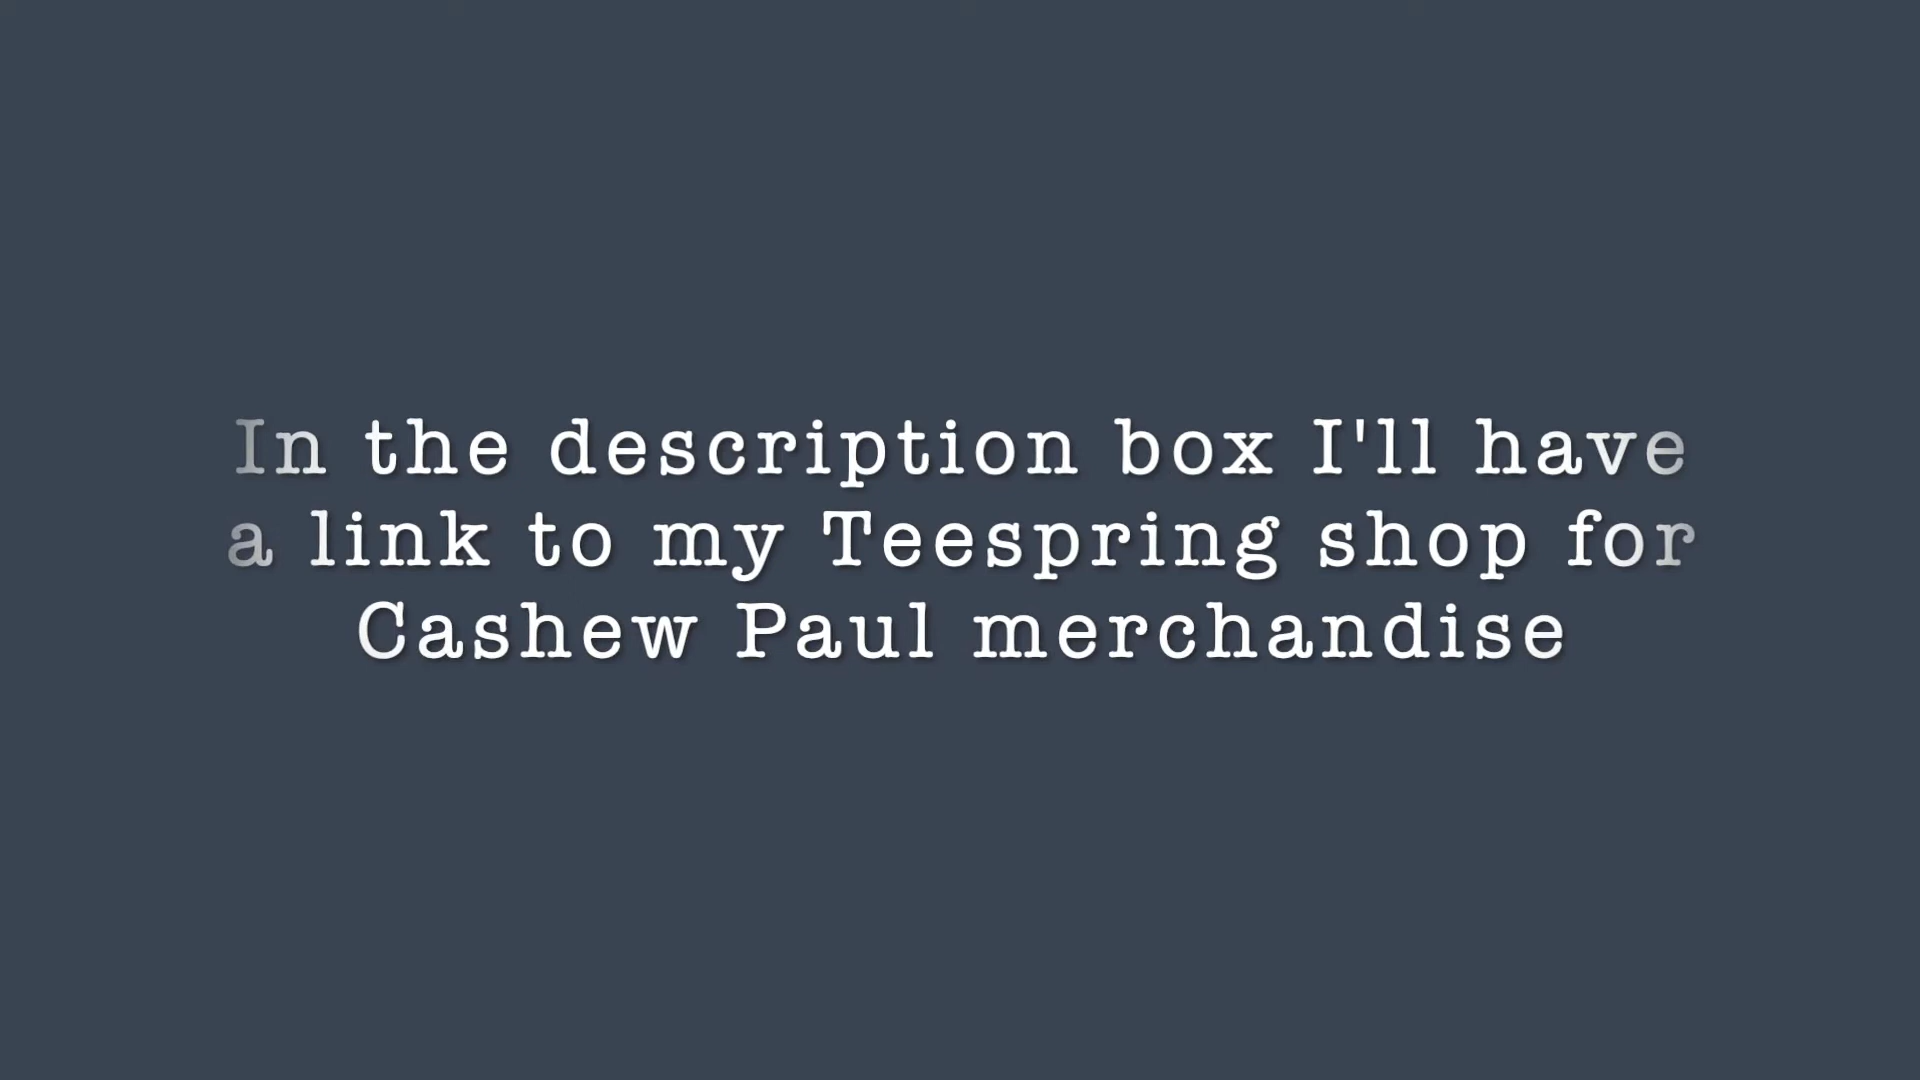 In the description box I'll have
a link to my Teespring shop for
Cashew Paul merchandise